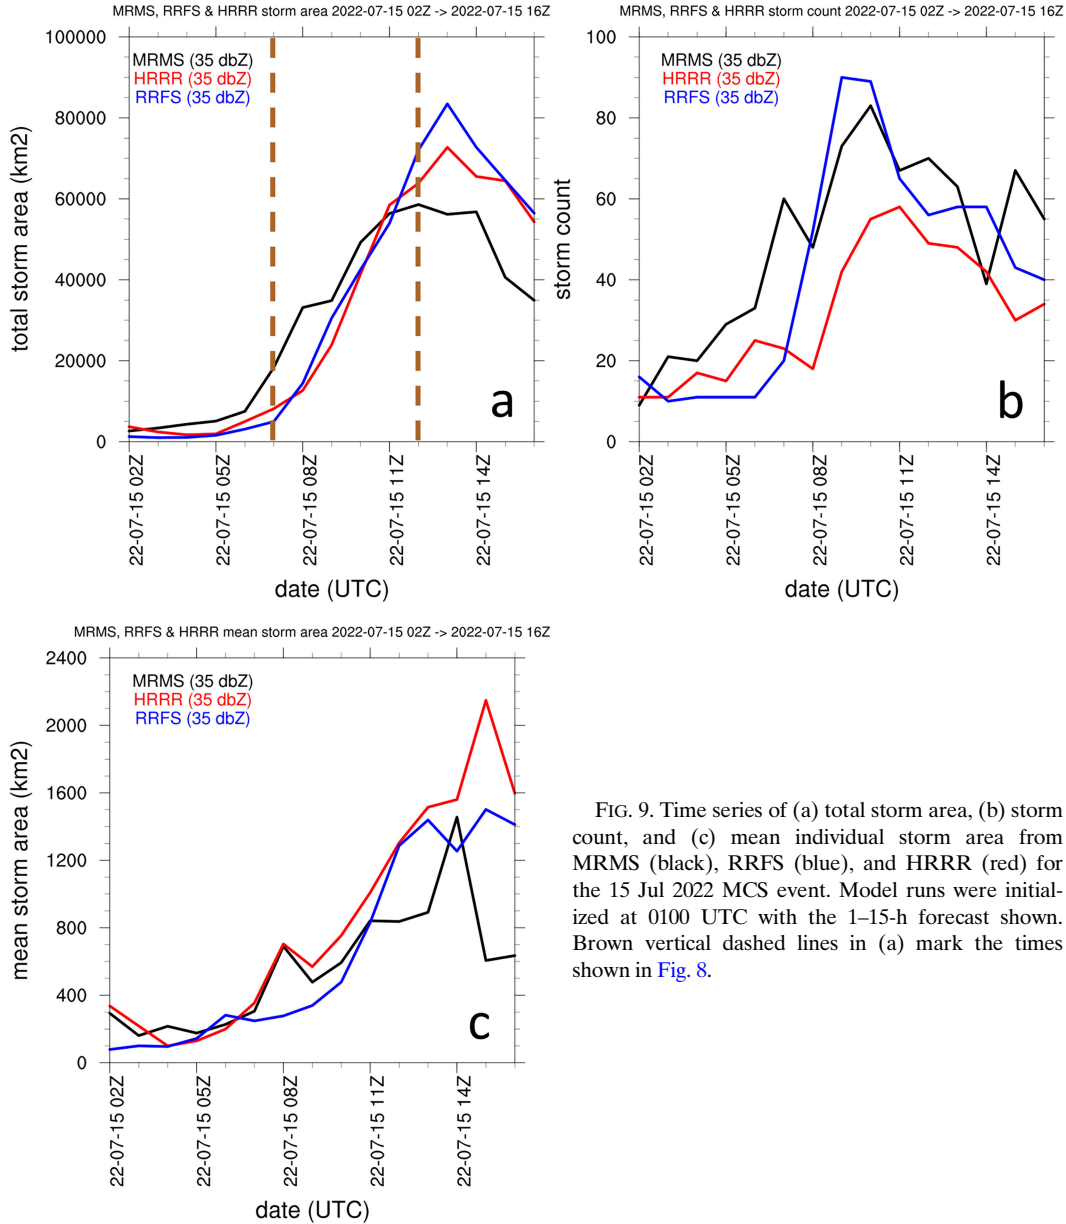 MRMS, RRFS & HRRR storm area 2022-07-15 02Z -> 2022-07-15 16Z
100000
80000
60000
40000
20000
0
total storm area (km2)
MRMS (35 dbZ)
HRRR (35 dbZ)
RRFS (35 dbZ)
a
22-07-15 02Z
22-07-15 05Z
22-07-15 08Z
22-07-15 11Z
22-07-15 14Z
date (UTC)
MRMS, RRFS & HRRR storm count 2022-07-15 02Z -> 2022-07-15 16Z
100
80
60
40
20
0
storm count
MRMS (35 dbZ)
HRRR (35 dbZ)
RRFS (35 dbZ)
b
22-07-15 02Z
22-07-15 05Z
22-07-15 08Z
22-07-15 11Z
22-07-15 14Z
date (UTC)
MRMS, RRFS & HRRR mean storm area 2022-07-15 02Z -> 2022-07-15 16Z
2400
2000
1600
1200
800
400
0
mean storm area (km2)
MRMS (35 dbZ)
HRRR (35 dbZ)
RRFS (35 dbZ)
c
22-07-15 02Z
22-07-15 05Z
22-07-15 08Z
22-07-15 11Z
22-07-15 14Z
date (UTC)
FIG. 9. Time series of (a) total storm area, (b) storm
count, and (c) mean individual storm area from
MRMS (black), RRFS (blue), and HRRR (red) for
the 15 Jul 2022 MCS event. Model runs were initial-
ized at 0100 UTC with the 1–15-h forecast shown.
Brown vertical dashed lines in (a) mark the times
shown in Fig. 8.